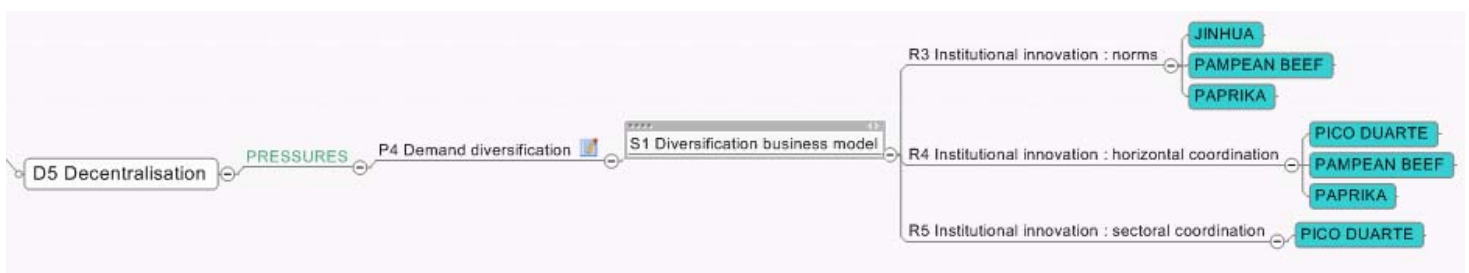 D5 Decentralisation
PRESSURES
P4 Demand diversification
S1 Diversification business model
R3 Institutional innovation : norms
JINHUA
PAMPEAN BEEF
PAPRIKA
R4 Institutional innovation : horizontal coordination
PICO DUARTE
PAMPEAN BEEF
PAPRIKA
R5 Institutional innovation : sectoral coordination
PICO DUARTE